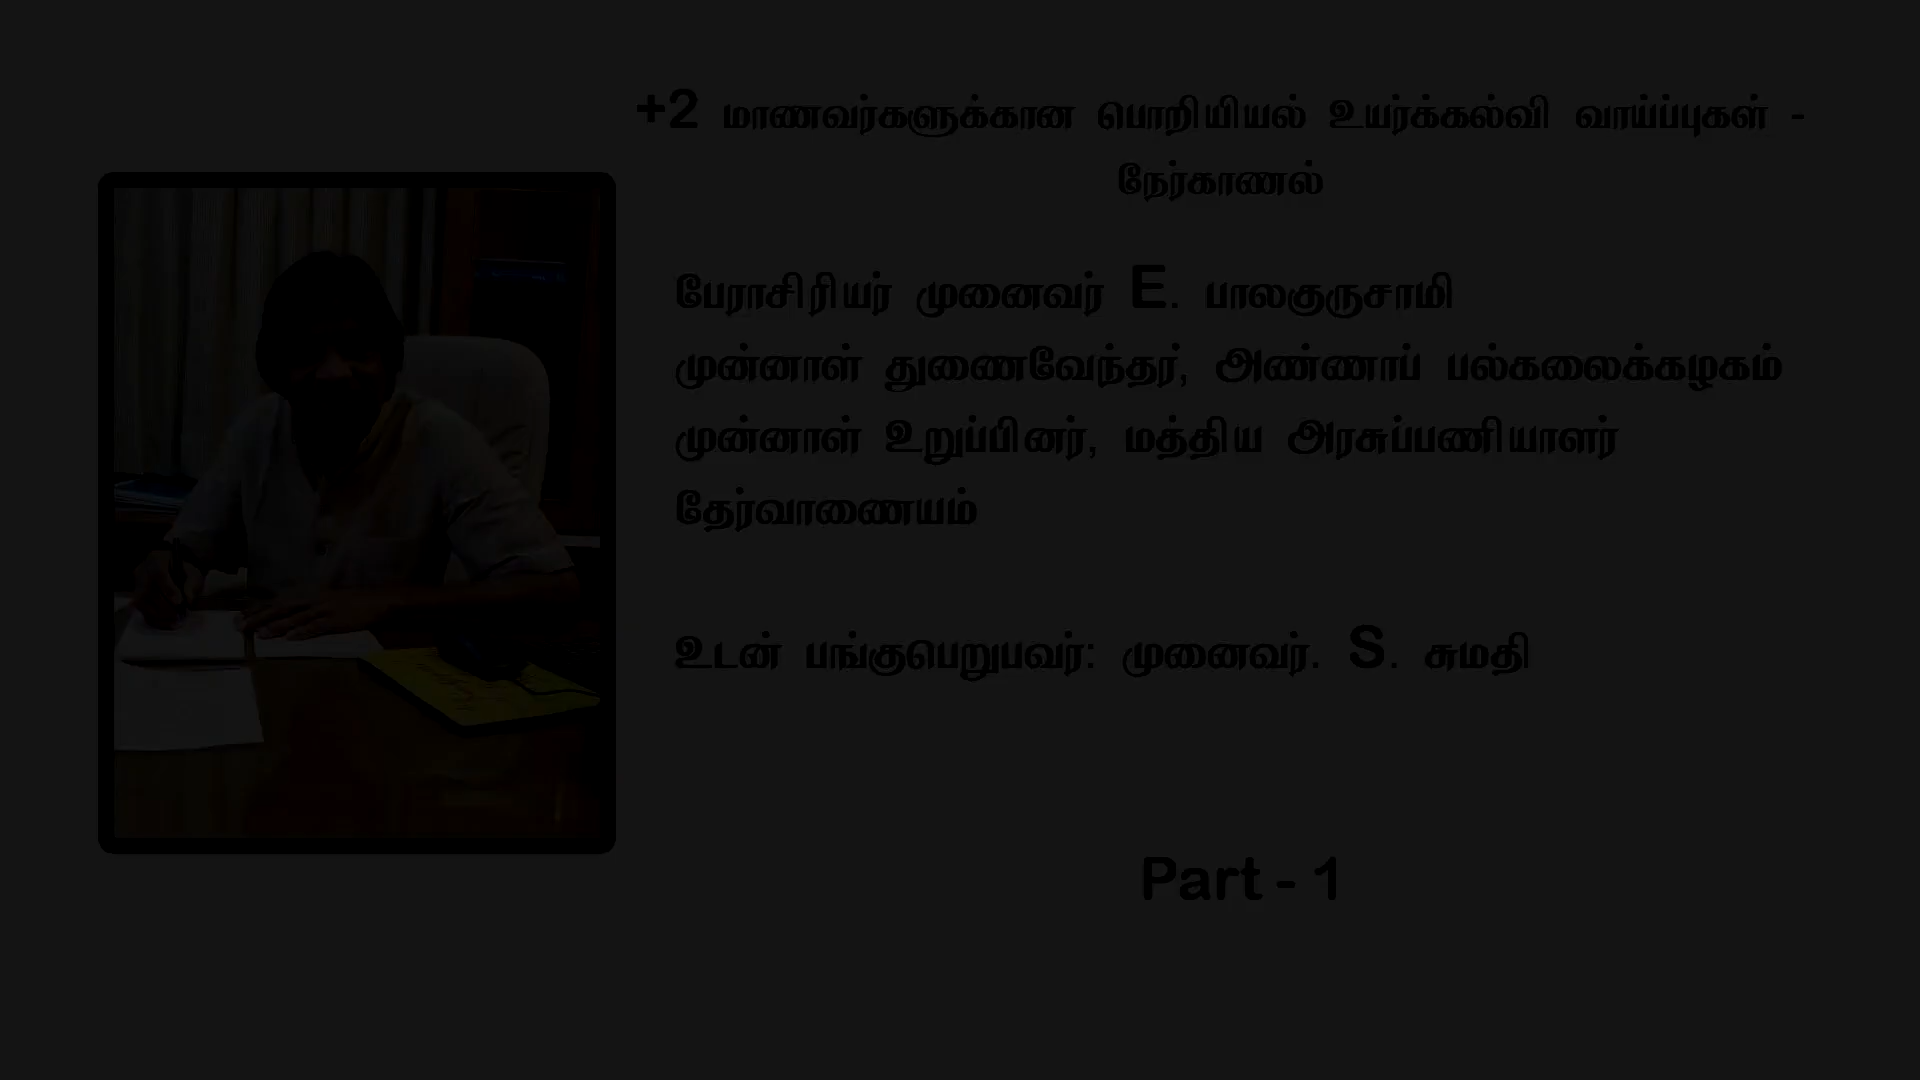 +2 மாணவர்களுக்கான பொறியியல் உயர்க்கல்வி வாய்ப்புகள் -
நேர்காணல்
பேராசிரியர் முனைவர் E. பாலகுருசாமி
முன்னாள் துணைவேந்தர், அண்ணாப் பல்கலைக்கழகம்
முன்னாள் உறுப்பினர், மத்திய அரசுப்பணியாளர்
தேர்வாணையம்
உடன் பங்குபெறுபவர்: முனைவர். S. சுமதி
Part - 1